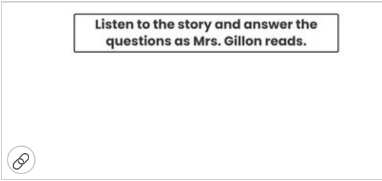 Listen to the story and answer the
questions as Mrs. Gillon reads.